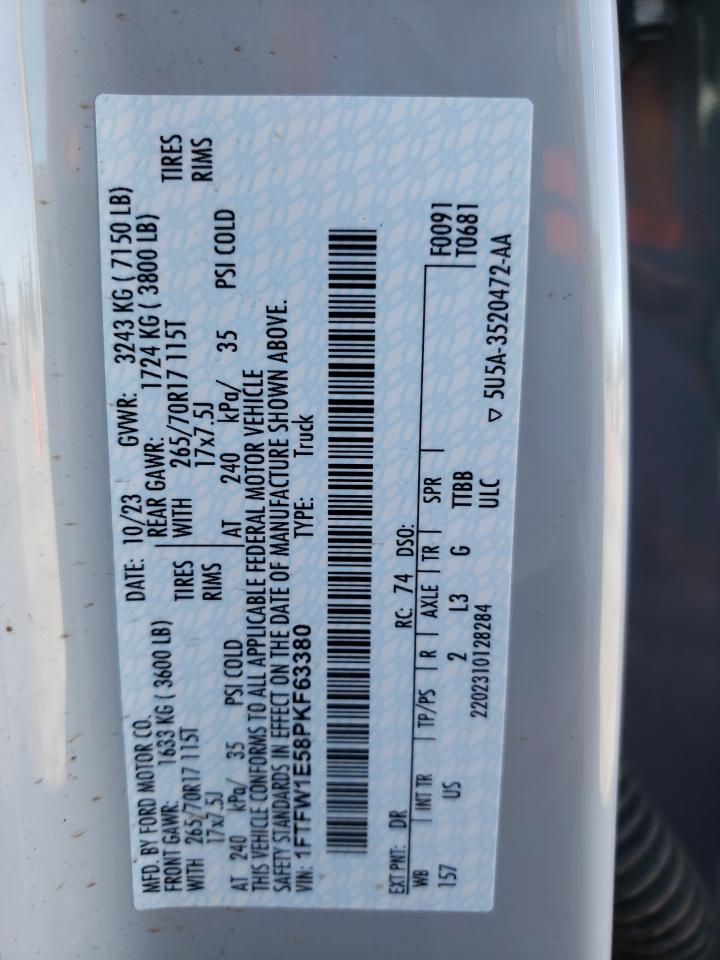 MFD. BY FORD MOTOR CO.
DATE: 10/23
GVWR: 3243 KG ( 7150 LB)
FRONT GAWR: 1633 KG ( 3600 LB)
REAR GAWR: 1724 KG ( 3800 LB)
WITH 265/70R17 115T TIRES
WITH 265/70R17 115T TIRES
17x7.5J RIMS
17x7.5J RIMS
AT 240 kPa/ 35 PSI COLD
AT 240 kPa/ 35 PSI COLD
THIS VEHICLE CONFORMS TO ALL APPLICABLE FEDERAL MOTOR VEHICLE
SAFETY STANDARDS IN EFFECT ON THE DATE OF MANUFACTURE SHOWN ABOVE.
VIN: 1FTFW1E58PKF63380
TYPE: Truck
EXT PNT: DR RC: 74 DSO:
F0091
WB | INT TR | TP/PS | R | AXLE | TR | SPR
T0681
157 US 2 L3 G TTBB
2202310128284 ULC
▽ 5U5A-3520472-AA